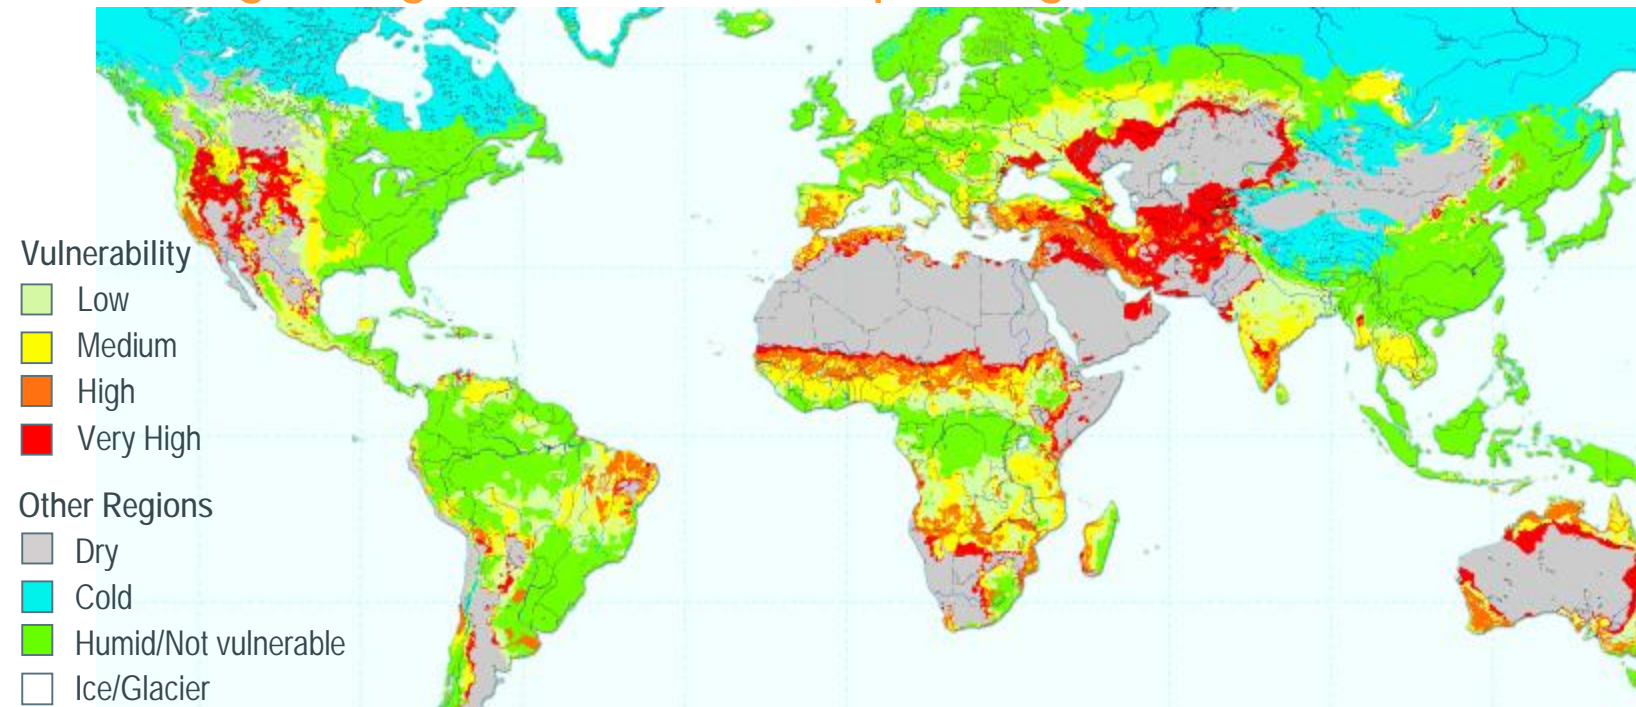 Vulnerability
Low
Medium
High
Very High
Other Regions
Dry
Cold
Humid/Not vulnerable
Ice/Glacier